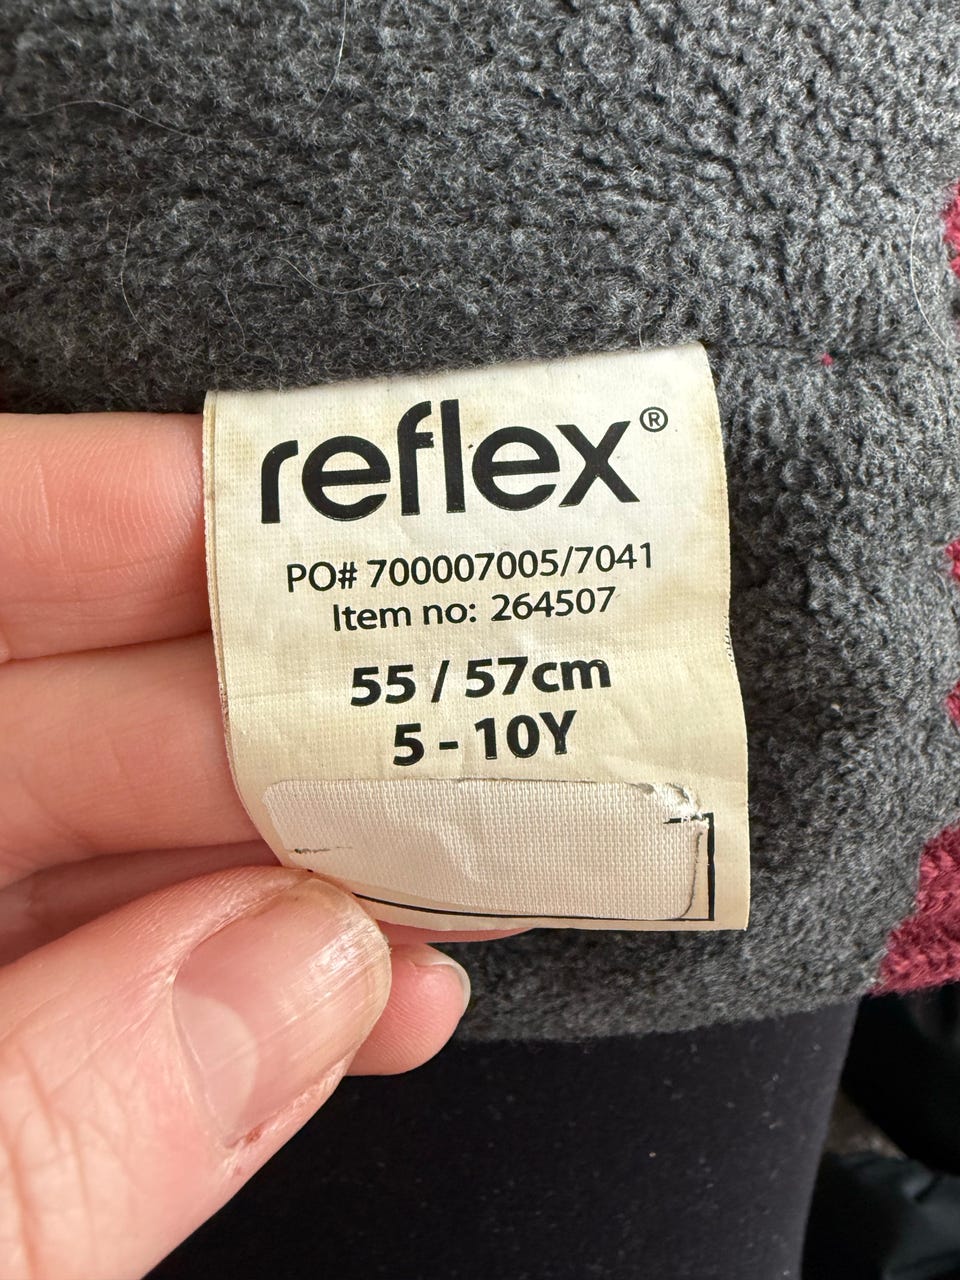 reflex®
PO# 700007005/7041
Item no: 264507
55 / 57cm
5 - 10Y